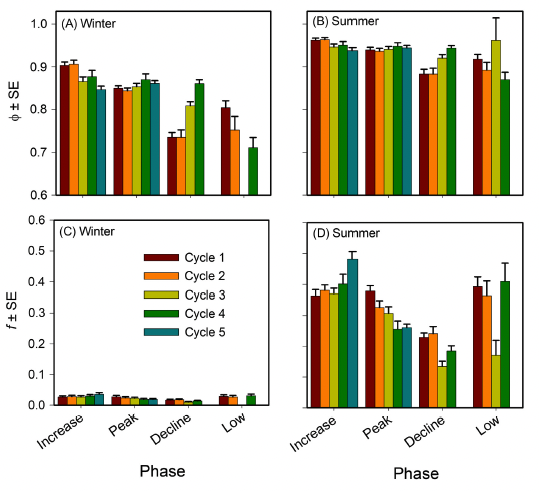 (A) Winter
(B) Summer
1.0
0.9
0.8
0.7
0.6
ϕ ± SE
(C) Winter
(D) Summer
0.6
0.5
0.4
0.3
0.2
0.1
0.0
f ± SE
Cycle 1
Cycle 2
Cycle 3
Cycle 4
Cycle 5
Increase
Peak
Decline
Low
Increase
Peak
Decline
Low
Phase
Phase